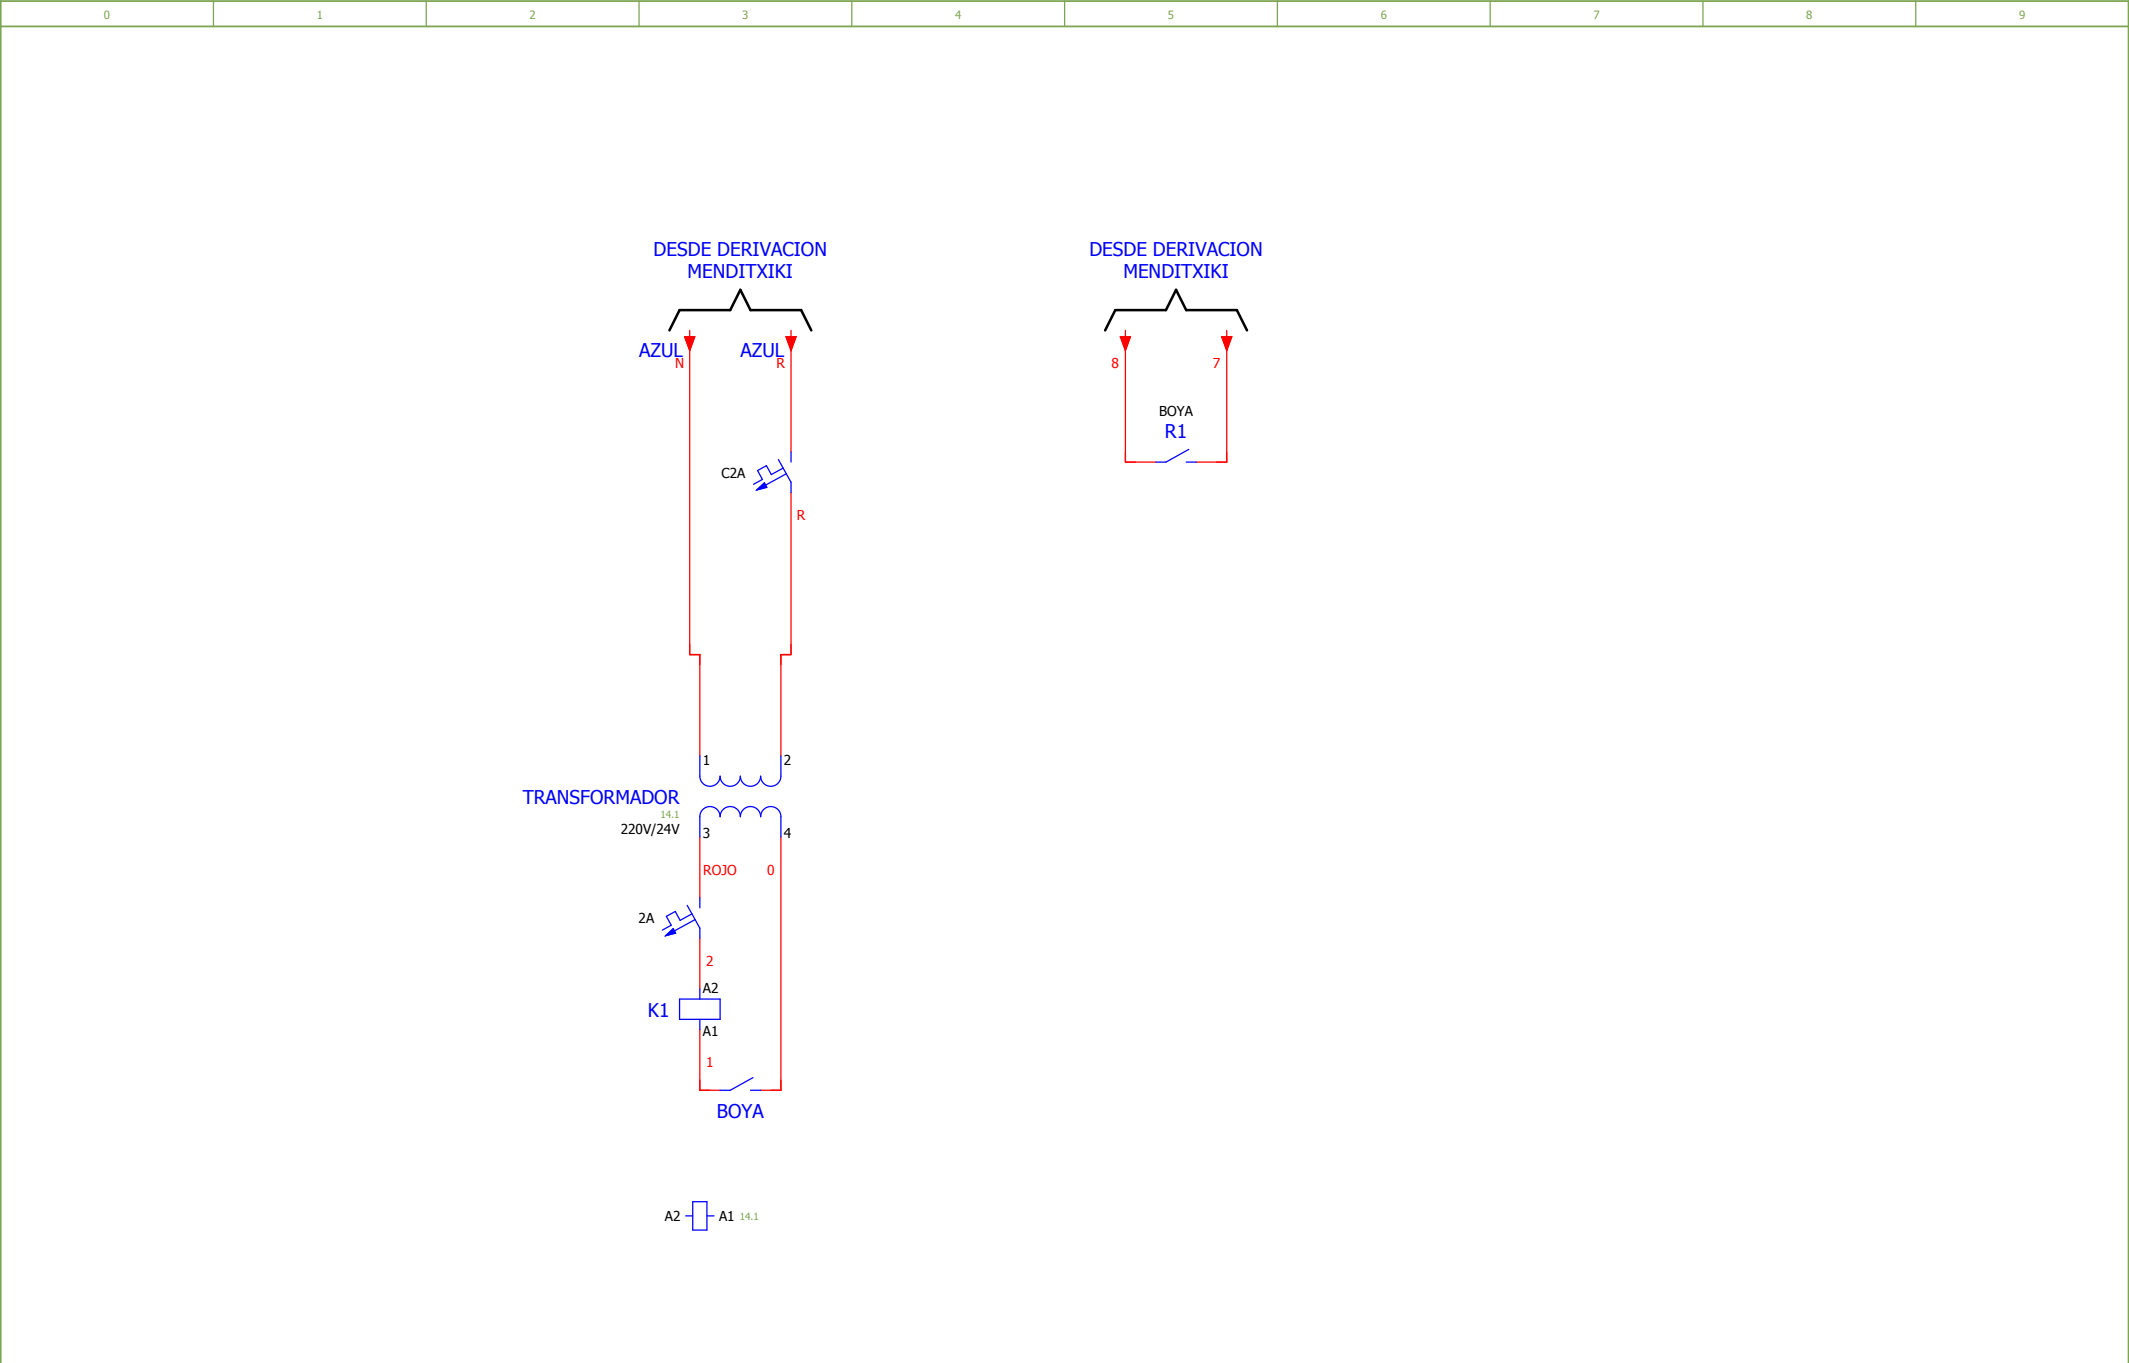 0 1 2 3 4 5 6 7 8 9
DESDE DERIVACION
MENDITXIKI
DESDE DERIVACION
MENDITXIKI
AZUL
N
AZUL
R
8
7
BOYA
R1
C2A
R
1
2
TRANSFORMADOR
14.1
220V/24V
3
4
ROJO
0
2A
2
A2
K1
A1
1
BOYA
A2
A1
14.1